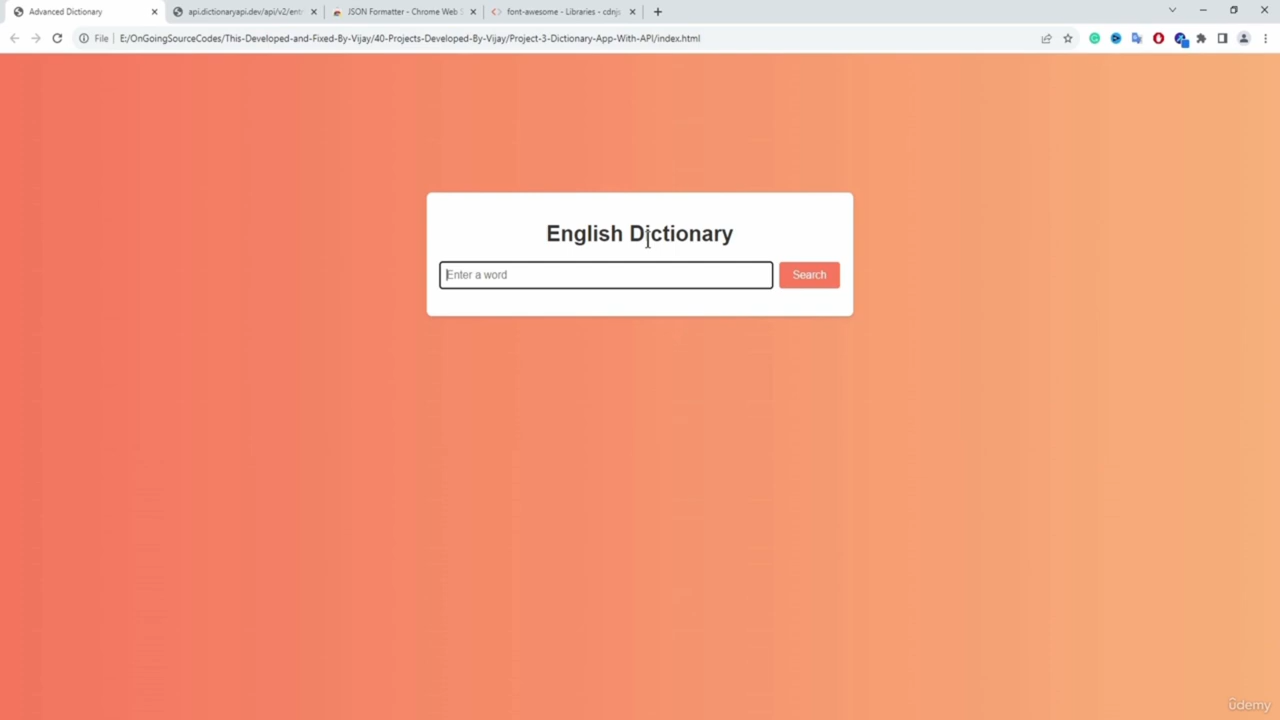 Advanced Dictionary
api.dictionaryapi.dev/api/v2/entr
JSON Formatter - Chrome Web S
font-awesome - Libraries - cdnjs
File
E:/OnGoingSourceCodes/This-Developed-and-Fixed-By-Vijay/40-Projects-Developed-By-Vijay/Project-3-Dictionary-App-With-API/index.html
English Dictionary
Enter a word
Search
ûdemy